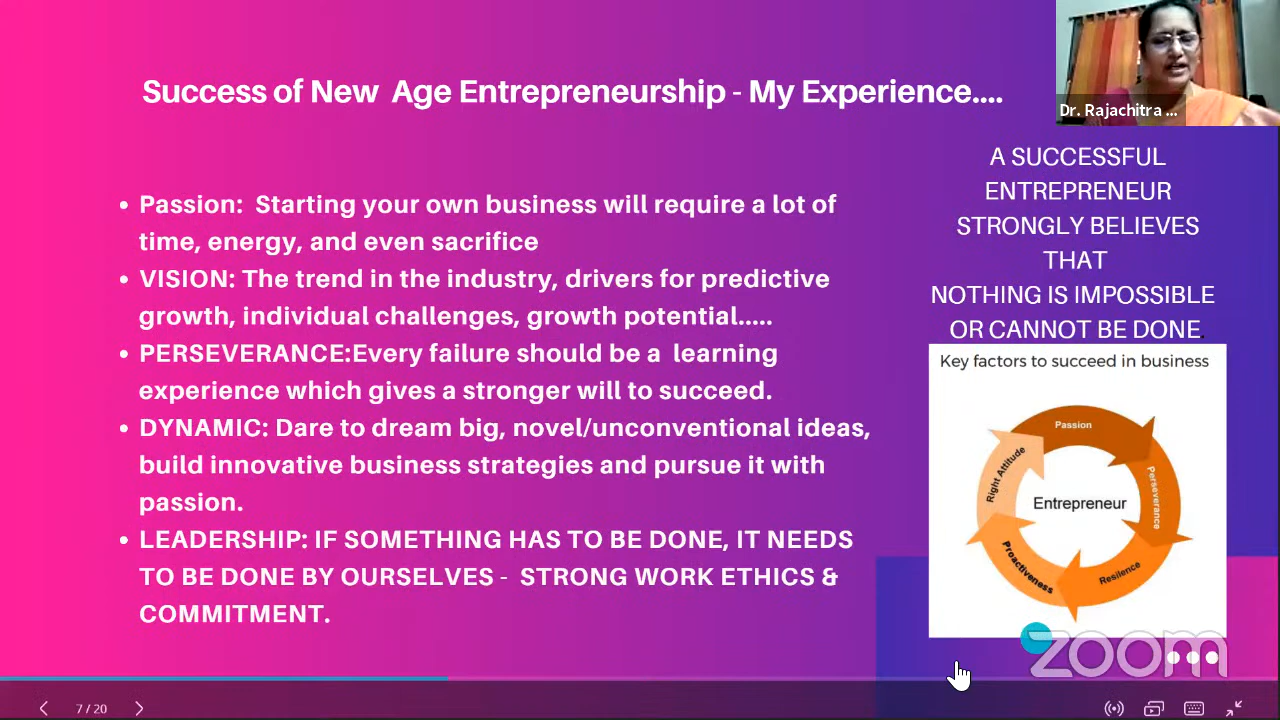 Success of New Age Entrepreneurship - My Experience....
Dr. Rajachitra ...
• Passion: Starting your own business will require a lot of
time, energy, and even sacrifice
• VISION: The trend in the industry, drivers for predictive
growth, individual challenges, growth potential.....
• PERSEVERANCE:Every failure should be a learning
experience which gives a stronger will to succeed.
• DYNAMIC: Dare to dream big, novel/unconventional ideas,
build innovative business strategies and pursue it with
passion.
• LEADERSHIP: IF SOMETHING HAS TO BE DONE, IT NEEDS
TO BE DONE BY OURSELVES - STRONG WORK ETHICS &
COMMITMENT.
A SUCCESSFUL
ENTREPRENEUR
STRONGLY BELIEVES
THAT
NOTHING IS IMPOSSIBLE
OR CANNOT BE DONE.
Key factors to succeed in business
Passion
Perseverance
Resilence
Proactiveness
Right Attitude
Entrepreneur
zoom
7 / 20